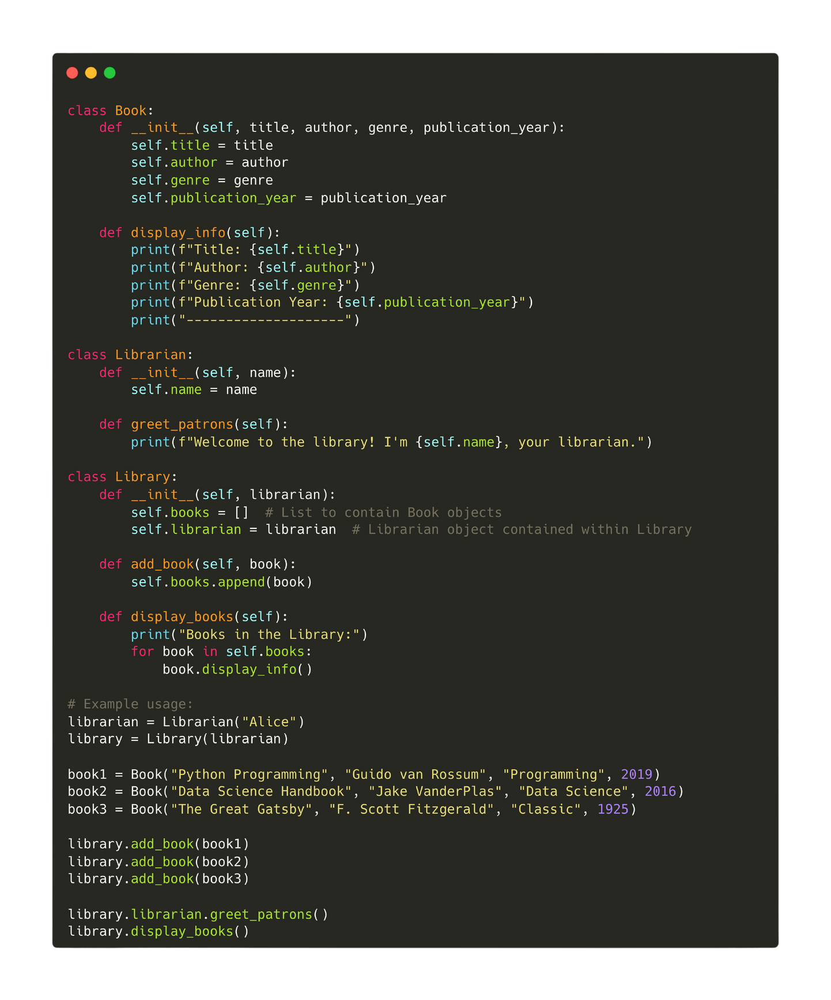 class Book:
    def __init__(self, title, author, genre, publication_year):
        self.title = title
        self.author = author
        self.genre = genre
        self.publication_year = publication_year

    def display_info(self):
        print(f"Title: {self.title}")
        print(f"Author: {self.author}")
        print(f"Genre: {self.genre}")
        print(f"Publication Year: {self.publication_year}")
        print("--------------------")

class Librarian:
    def __init__(self, name):
        self.name = name

    def greet_patrons(self):
        print(f"Welcome to the library! I'm {self.name}, your librarian.")

class Library:
    def __init__(self, librarian):
        self.books = []  # List to contain Book objects
        self.librarian = librarian  # Librarian object contained within Library

    def add_book(self, book):
        self.books.append(book)

    def display_books(self):
        print("Books in the Library:")
        for book in self.books:
            book.display_info()

# Example usage:
librarian = Librarian("Alice")
library = Library(librarian)

book1 = Book("Python Programming", "Guido van Rossum", "Programming", 2019)
book2 = Book("Data Science Handbook", "Jake VanderPlas", "Data Science", 2016)
book3 = Book("The Great Gatsby", "F. Scott Fitzgerald", "Classic", 1925)

library.add_book(book1)
library.add_book(book2)
library.add_book(book3)

library.librarian.greet_patrons()
library.display_books()